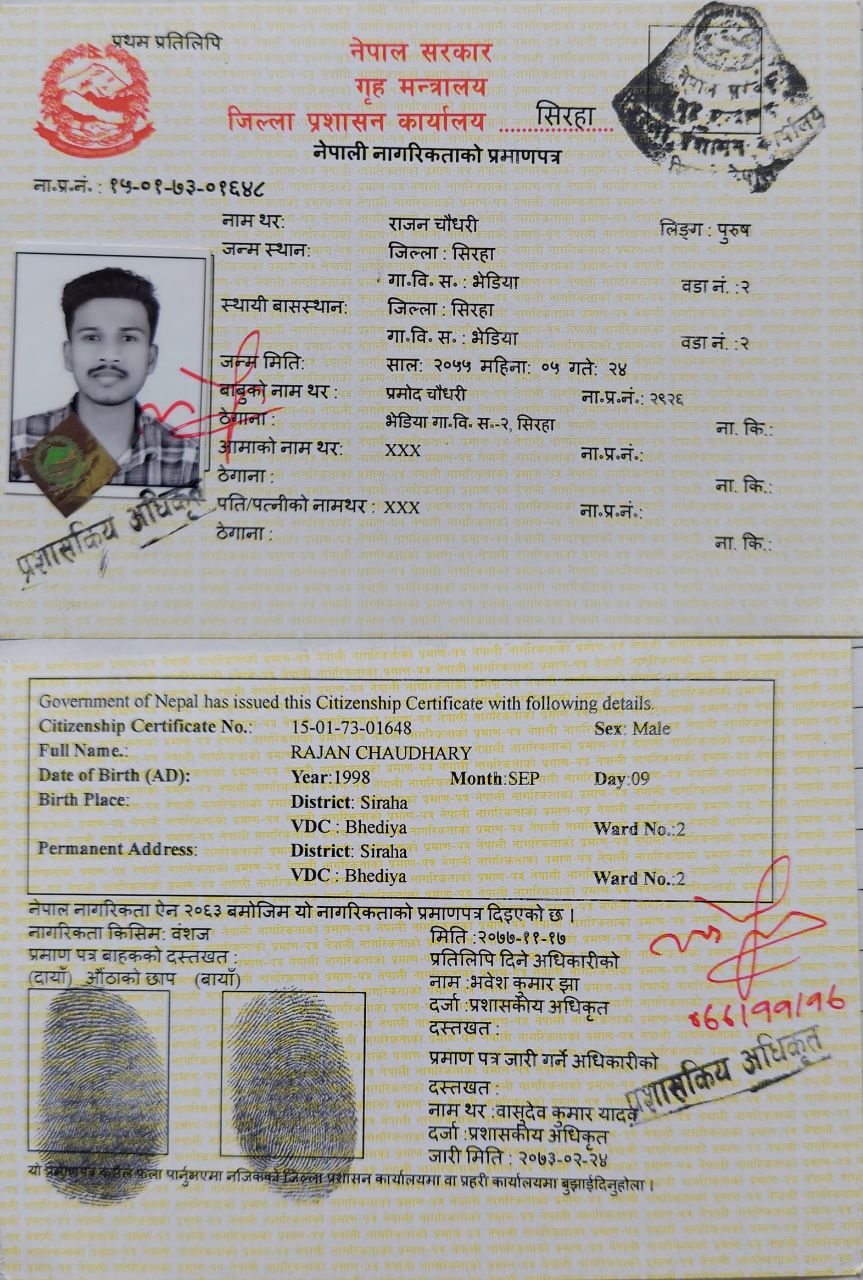 प्रथम प्रतिलिपि
नेपाल सरकार
गृह मन्त्रालय
जिल्ला प्रशासन कार्यालय ........ सिरहा
नेपाली नागरिकताको प्रमाणपत्र
ना.प्र.नं. : १५-०१-७३-०१६४८
नाम थर: राजन चौधरी लिङ्ग : पुरुष
जन्म स्थान: जिल्ला : सिरहा
गा.वि. स. : भेडिया वडा नं. :२
स्थायी बासस्थान: जिल्ला : सिरहा
गा.वि. स. : भेडिया वडा नं. :२
जन्म मिति: साल: २०५५ महिना: ०५ गते: २४
बाबुको नाम थर : प्रमोद चौधरी ना.प्र.नं.: २९२६
ठेगाना : भेडिया गा.वि. स.-२, सिरहा ना. कि.:
आमाको नाम थर: XXX ना.प्र.नं.:
ठेगाना : ना. कि.:
पति/पत्नीको नामथर : XXX ना.प्र.नं.:
ठेगाना : ना. कि.:
प्रशासकिय अधिकृत
Government of Nepal has issued this Citizenship Certificate with following details.
Citizenship Certificate No.: 15-01-73-01648 Sex: Male
Full Name.: RAJAN CHAUDHARY
Date of Birth (AD): Year:1998 Month:SEP Day:09
Birth Place: District: Siraha
VDC : Bhediya Ward No.:2
Permanent Address: District: Siraha
VDC : Bhediya Ward No.:2
नेपाल नागरिकता ऐन २०६३ बमोजिम यो नागरिकताको प्रमाणपत्र दिइएको छ ।
नागरिकता किसिम: वंशज
प्रमाण पत्र बाहकको दस्तखत :
(दायाँ) औंठाको छाप (बायाँ)
मिति :२०७७-११-१७
प्रतिलिपि दिने अधिकारीको
नाम :भवेश कुमार झा
दर्जा :प्रशासकीय अधिकृत
दस्तखत :
प्रमाण पत्र जारी गर्ने अधिकारीको
दस्तखत :
नाम थर :वासुदेव कुमार यादव
दर्जा :प्रशासकीय अधिकृत
जारी मिति : २०७३-०२-२४
प्रशासकिय अधिकृत
यो प्रमाणपत्र कसैले फेला पार्नुभएमा नजिकको जिल्ला प्रशासन कार्यालयमा वा प्रहरी कार्यालयमा बुझाईदिनुहोला ।